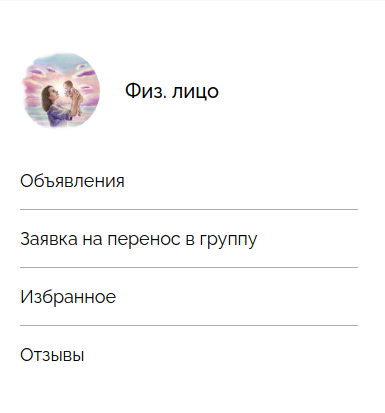 Физ. лицо
Объявления
Заявка на перенос в группу
Избранное
Отзывы